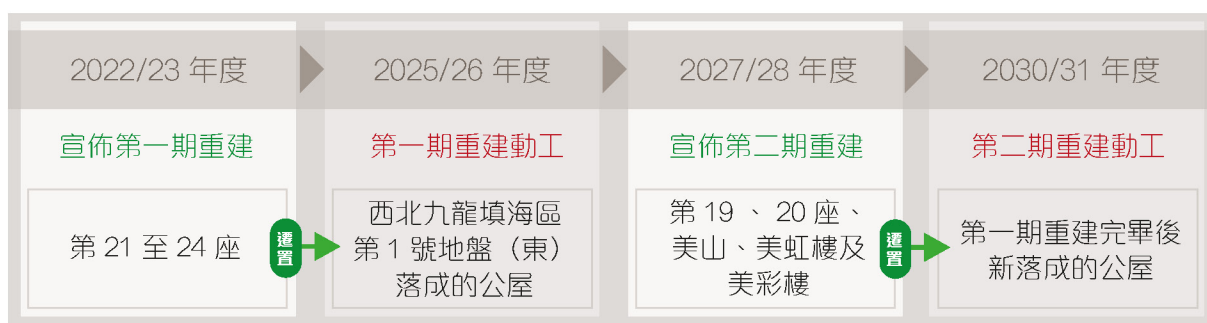 2022/23 年度
宣佈第一期重建
第 21 至 24 座
遷置
2025/26 年度
第一期重建動工
西北九龍填海區
第 1 號地盤（東）
落成的公屋
2027/28 年度
宣佈第二期重建
第 19 、 20 座、
美山、美虹樓及
美彩樓
遷置
2030/31 年度
第二期重建動工
第一期重建完畢後
新落成的公屋